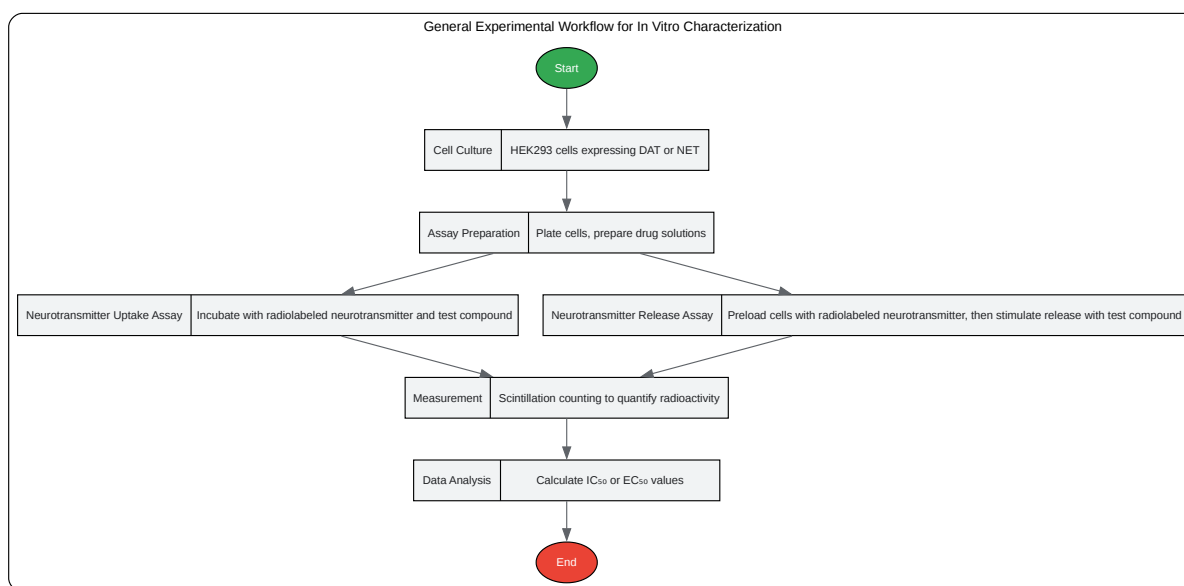 General Experimental Workflow for In Vitro Characterization
Start
Cell Culture
HEK293 cells expressing DAT or NET
Assay Preparation
Plate cells, prepare drug solutions
Neurotransmitter Uptake Assay
Incubate with radiolabeled neurotransmitter and test compound
Neurotransmitter Release Assay
Preload cells with radiolabeled neurotransmitter, then stimulate release with test compound
Measurement
Scintillation counting to quantify radioactivity
Data Analysis
Calculate IC₅₀ or EC₅₀ values
End